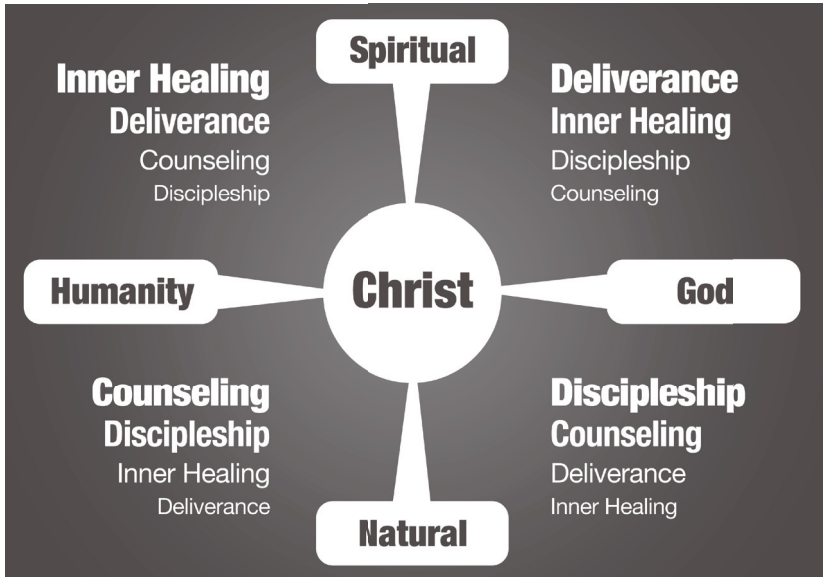 Spiritual
Inner Healing
Deliverance
Counseling
Discipleship
Deliverance
Inner Healing
Discipleship
Counseling
Humanity
Christ
God
Counseling
Discipleship
Inner Healing
Deliverance
Discipleship
Counseling
Deliverance
Inner Healing
Natural